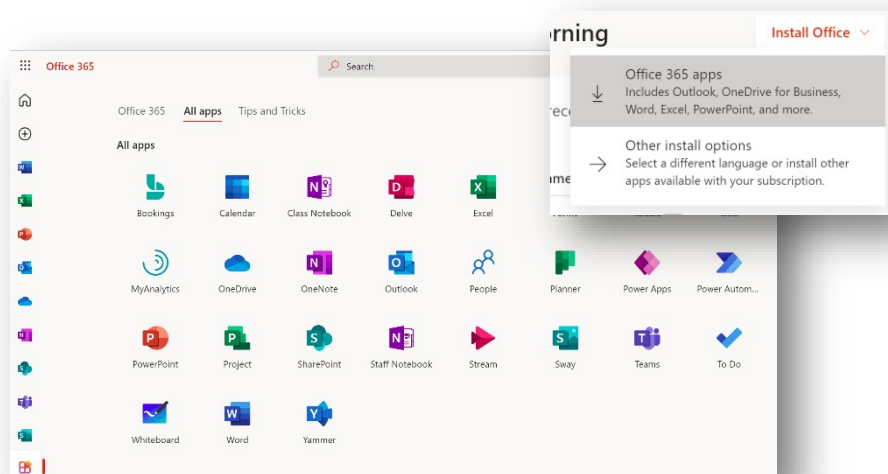 Office 365
Search
Office 365 All apps Tips and Tricks
All apps
Bookings Calendar Class Notebook Delve Excel
MyAnalytics OneDrive OneNote Outlook People Planner Power Apps Power Autom...
PowerPoint Project SharePoint Staff Notebook Stream Sway Teams To Do
Whiteboard Word Yammer
orning
Install Office
Office 365 apps
Includes Outlook, OneDrive for Business,
Word, Excel, PowerPoint, and more.
Other install options
Select a different language or install other
apps available with your subscription.